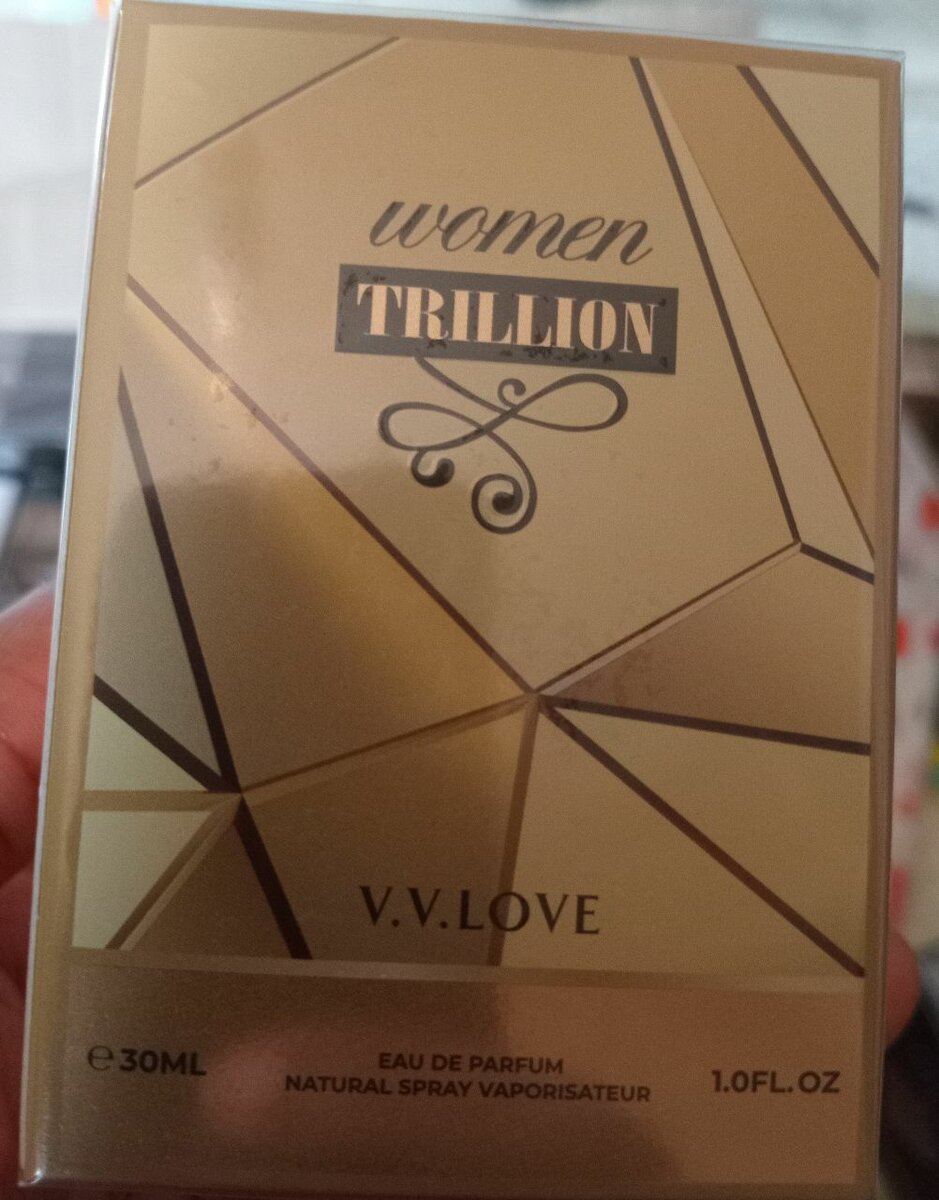 women
TRILLION
V.V.LOVE
℮30ML
EAU DE PARFUM
NATURAL SPRAY VAPORISATEUR
1.0FL.OZ